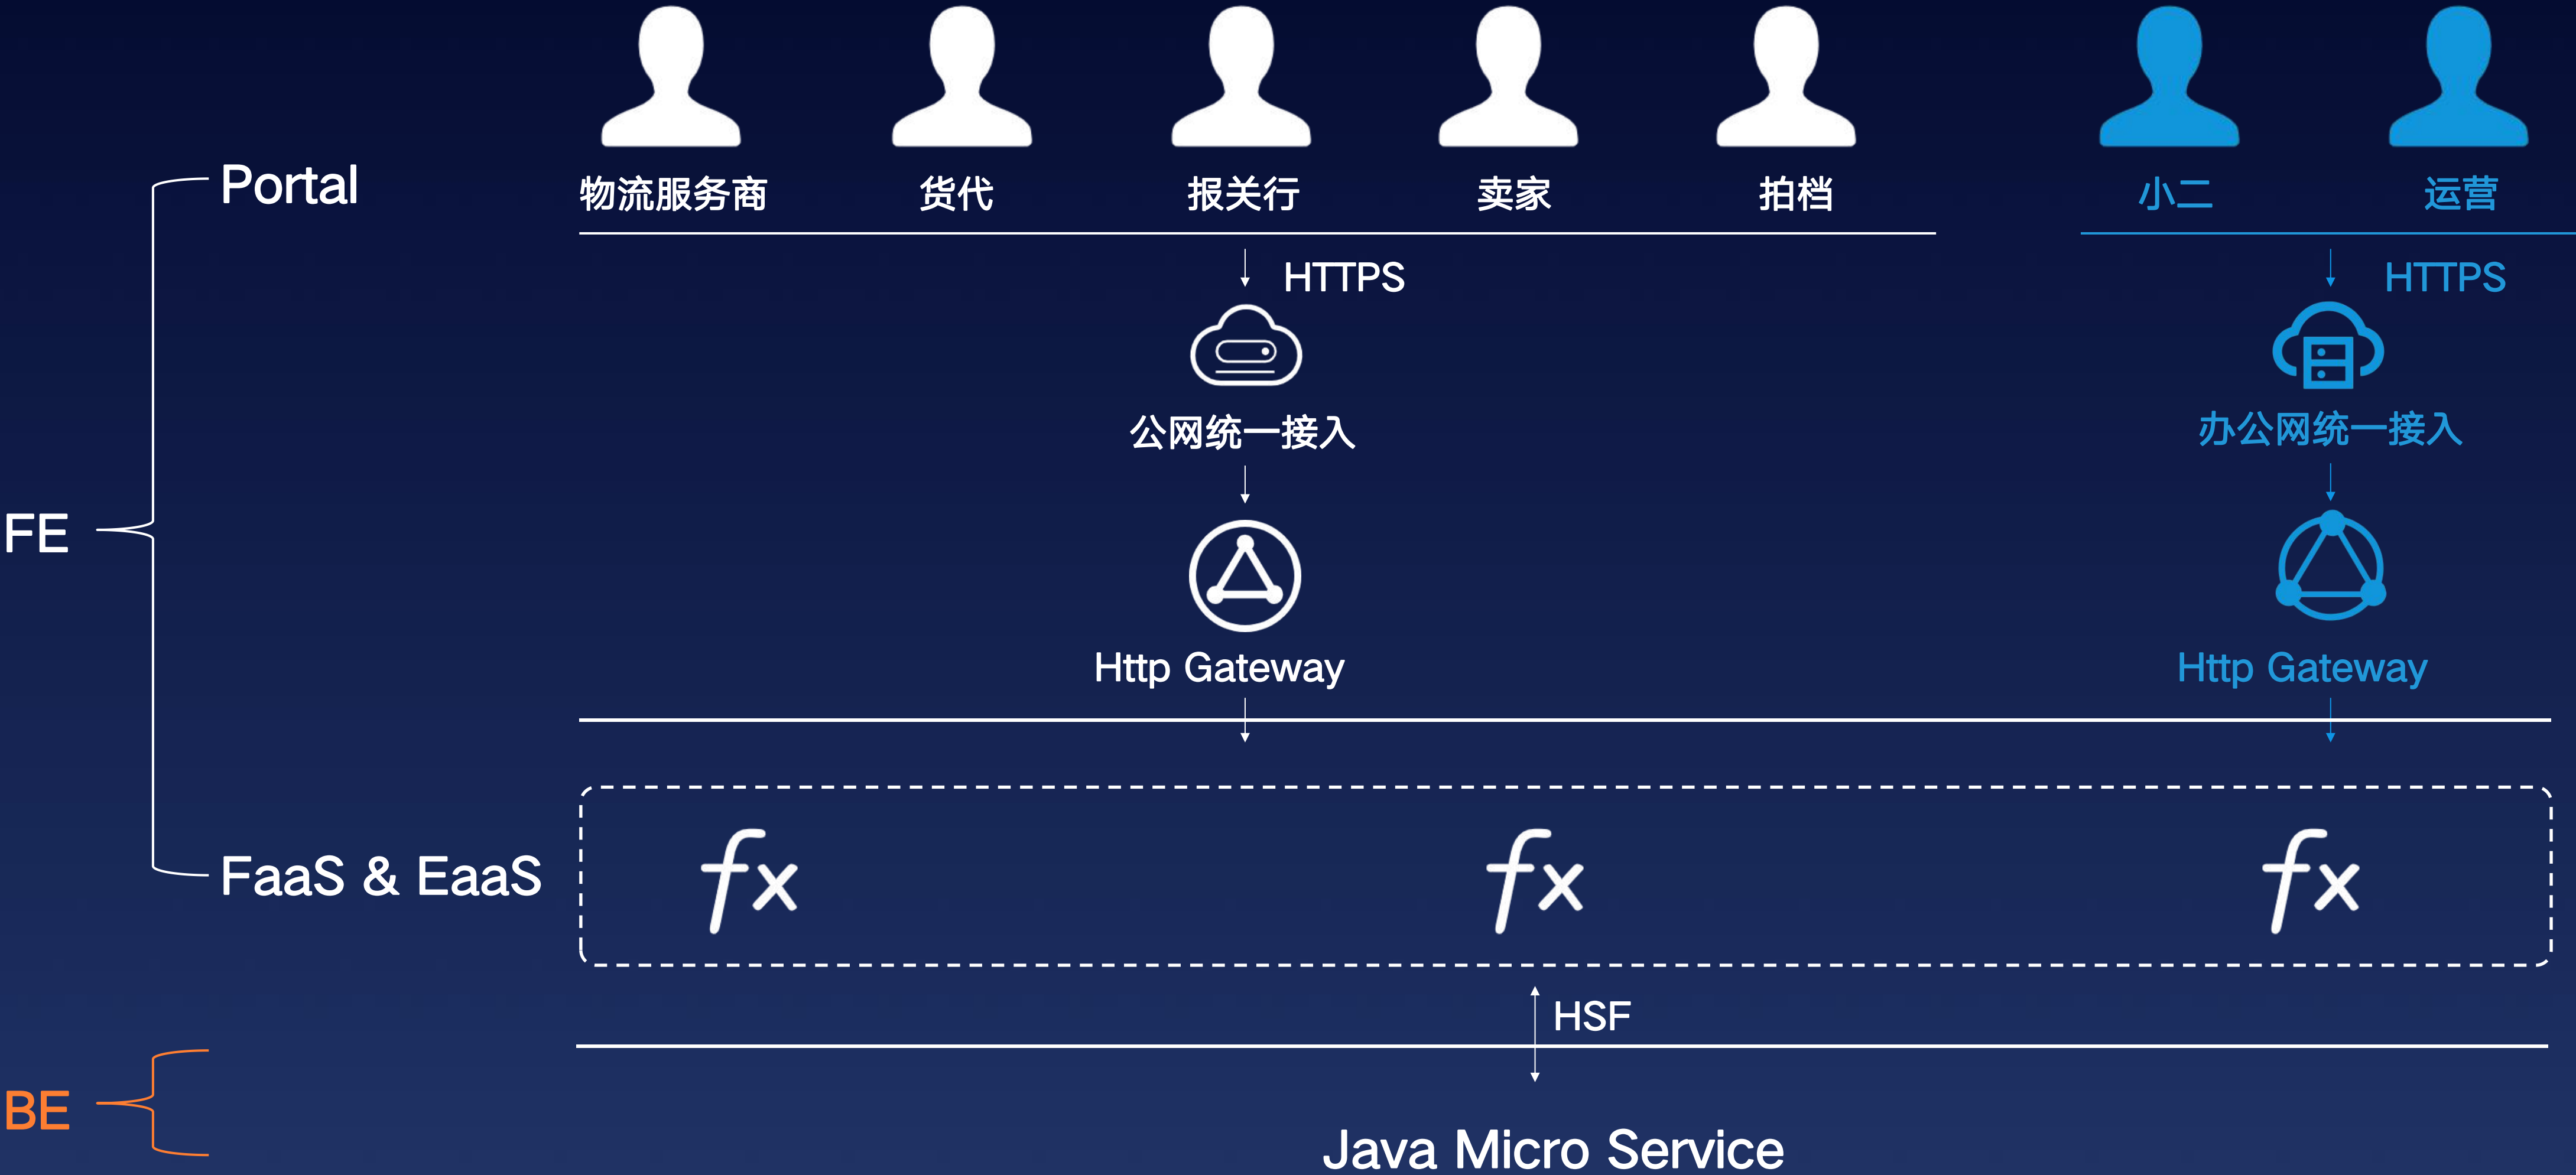 Portal
物流服务商
货代
报关行
卖家
拍档
小二
运营
HTTPS
HTTPS
公网统一接入
办公网统一接入
FE
Http Gateway
Http Gateway
FaaS & EaaS
fx
fx
fx
HSF
BE
Java Micro Service